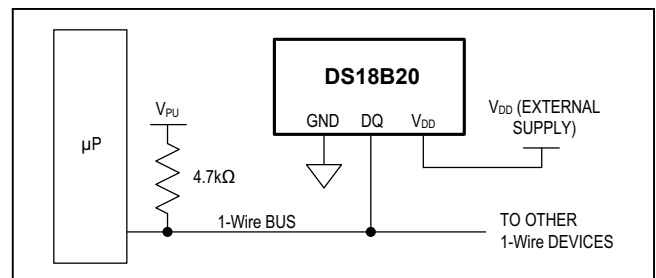 DS18B20
GND DQ VDD
VDD (EXTERNAL
SUPPLY)
µP
VPU
4.7kΩ
1-Wire BUS
TO OTHER
1-Wire DEVICES